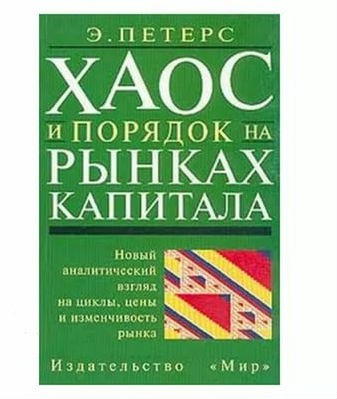 Э. ПЕТЕРС
ХАОС
И ПОРЯДОК НА
РЫНКАХ
КАПИТАЛА
Новый
аналитический
взгляд
на циклы, цены
и изменчивость
рынка
Издательство «Мир»